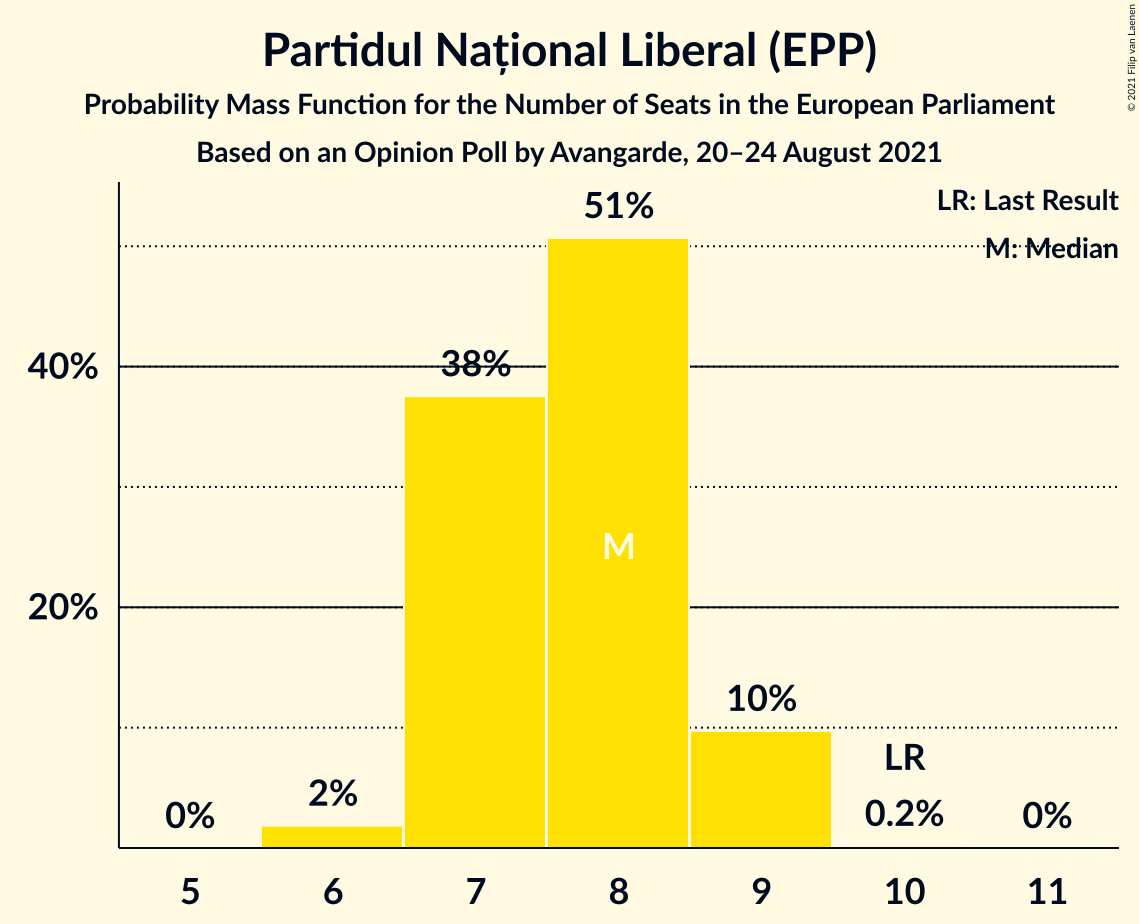 Partidul Național Liberal (EPP)
Probability Mass Function for the Number of Seats in the European Parliament
Based on an Opinion Poll by Avangarde, 20–24 August 2021
© 2021 Filip van Laenen
LR: Last Result
M: Median
51%
40%
38%
M
20%
10%
LR
2%
0%
0.2%
0%
5 6 7 8 9 10 11